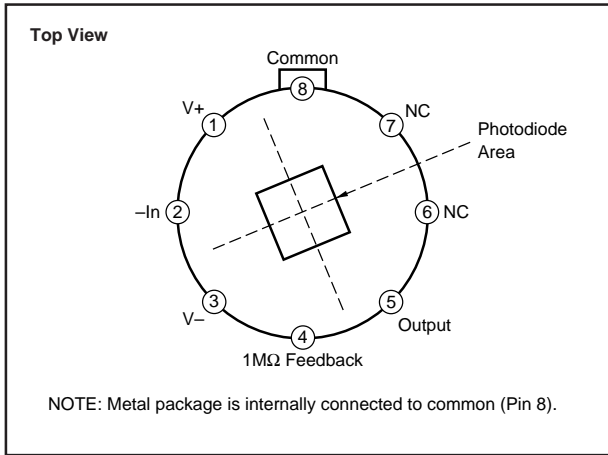 Top View
Common
8
V+
1
7
NC
Photodiode
Area
–In
2
6
NC
3
V–
5
Output
4
1MΩ Feedback
NOTE: Metal package is internally connected to common (Pin 8).